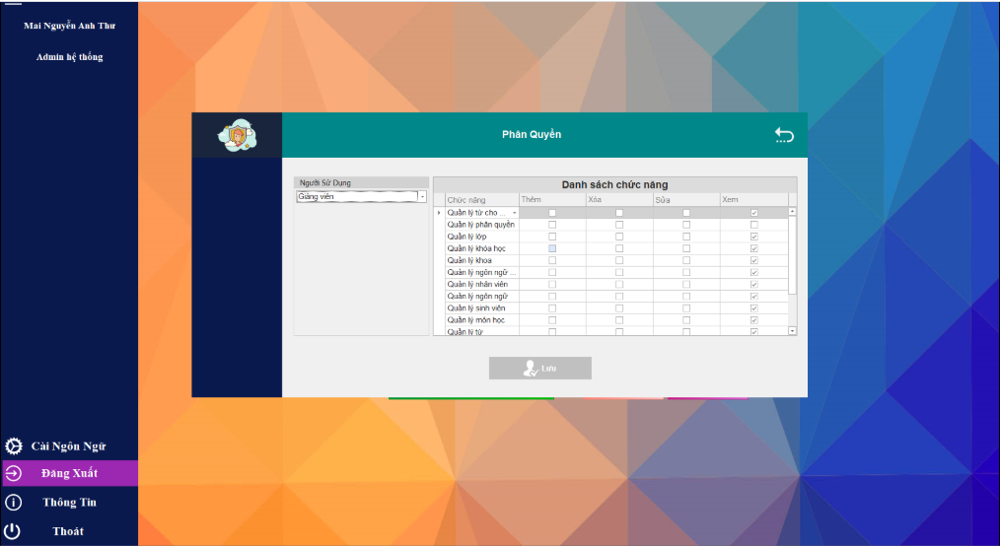 Mai Nguyễn Anh Thư
Admin hệ thống
Phân Quyền
Người Sử Dụng
Giảng viên
Danh sách chức năng
Chức năng Thêm Xóa Sửa Xem
Quản lý từ cho ...
Quản lý phân quyền
Quản lý lớp
Quản lý khóa học
Quản lý khoa
Quản lý ngôn ngữ ...
Quản lý nhân viên
Quản lý ngôn ngữ
Quản lý sinh viên
Quản lý môn học
Quản lý từ
Lưu
Cài Ngôn Ngữ
Đăng Xuất
Thông Tin
Thoát